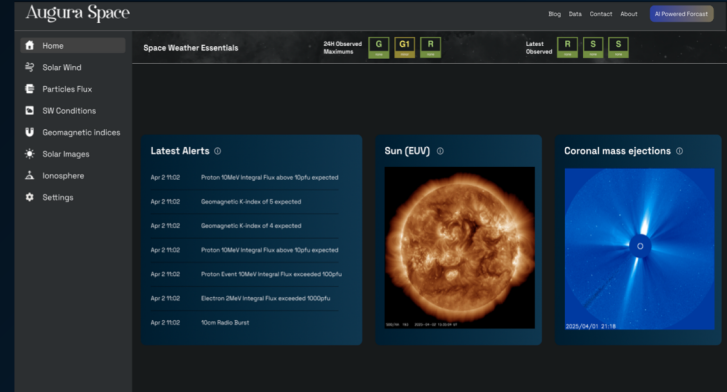 Augura Space
Blog Data Contact About AI Powered Forcast
Home
Solar Wind
Particles Flux
SW Conditions
Geomagnetic indices
Solar Images
Ionosphere
Settings
Space Weather Essentials
24H Observed
Maximums
G G1 R
Latest
Observed
R S S
Latest Alerts
Apr 2 11:02 Proton 10MeV Integral Flux above 10pfu expected
Apr 2 11:02 Geomagnetic K-index of 5 expected
Apr 2 11:02 Geomagnetic K-index of 4 expected
Apr 2 11:02 Proton 10MeV Integral Flux above 10pfu expected
Apr 2 11:02 Proton Event 10MeV Integral Flux exceeded 100pfu
Apr 2 11:02 Electron 2MeV Integral Flux exceeded 1000pfu
Apr 2 11:02 10cm Radio Burst
Sun (EUV)
Coronal mass ejections
2025/04/01 21:18